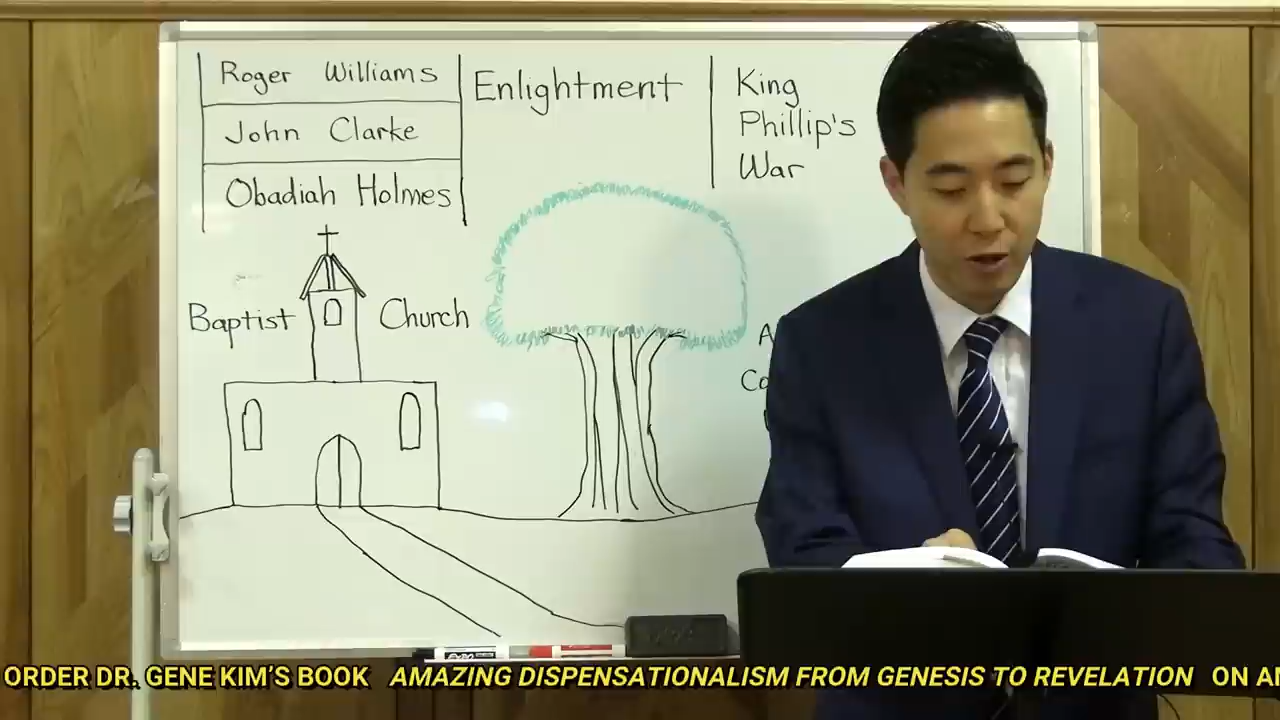 Roger Williams
John Clarke
Obadiah Holmes
Enlightment
King
Phillip's
War
Baptist Church
ORDER DR. GENE KIM'S BOOK AMAZING DISPENSATIONALISM FROM GENESIS TO REVELATION ON